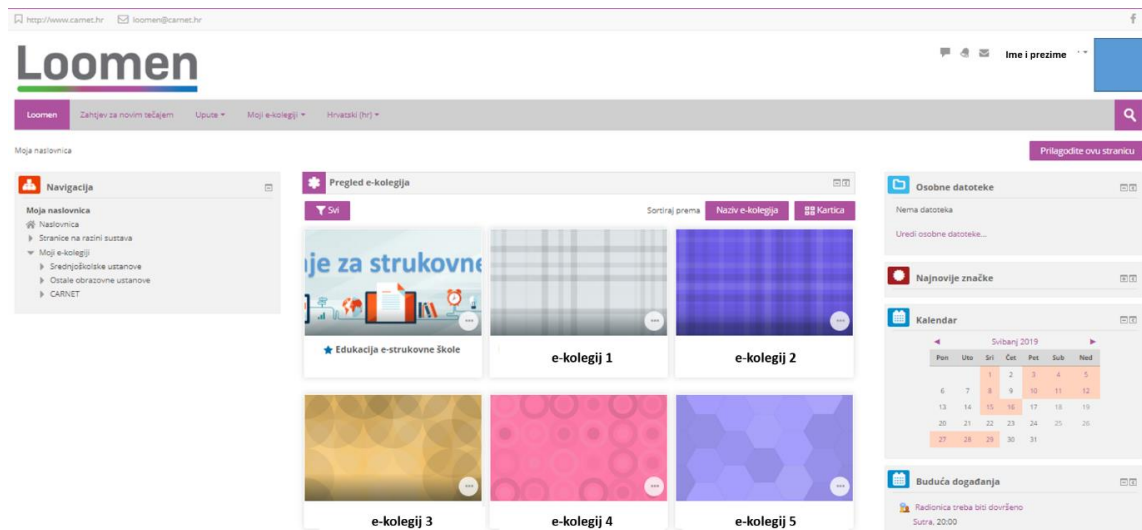 http://www.carnet.hr loomen@carnet.hr f
Loomen
Ime i prezime
Loomen Zahtjev za novim tečajem Upute Moji e-kolegiji Hrvatski (hr)
Moja naslovnica
Prilagodite ovu stranicu
Navigacija
Moja naslovnica
Naslovnica
Stranice na razini sustava
Moji e-kolegiji
Srednjoškolske ustanove
Ostale obrazovne ustanove
CARNET
Pregled e-kolegija
Svi
Sortiraj prema Naziv e-kolegija Kartica
je za strukovne
Edukacija e-strukovne škole
e-kolegij 1
e-kolegij 2
e-kolegij 3
e-kolegij 4
e-kolegij 5
Osobne datoteke
Nema datoteka
Uredi osobne datoteke...
Najnovije značke
Kalendar
Svibanj 2019
Pon Uto Sri Čet Pet Sub Ned
1 2 3 4 5
6 7 8 9 10 11 12
13 14 15 16 17 18 19
20 21 22 23 24 25 26
27 28 29 30 31
Buduća događanja
Radionica treba biti dovršeno
Sutra, 20:00